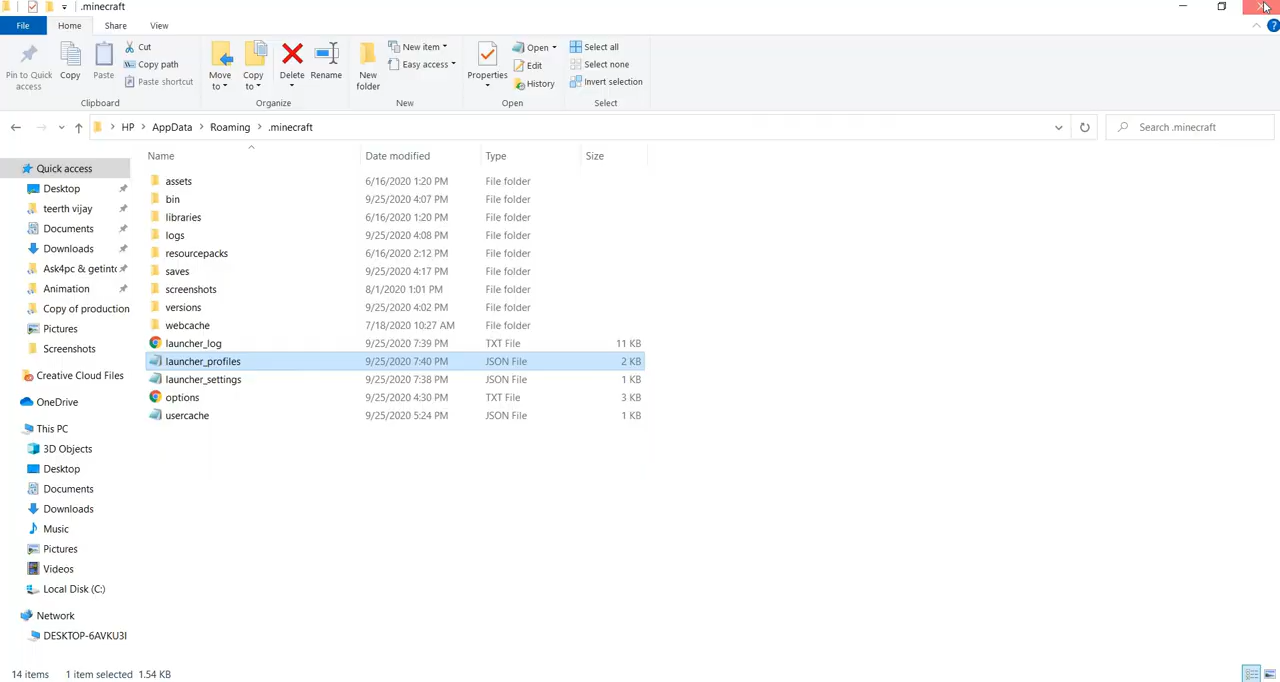 .minecraft
File Home Share View
Pin to Quick access
Copy
Paste
Cut
Copy path
Paste shortcut
Clipboard
Move to
Copy to
Delete
Rename
Organize
New folder
New item
Easy access
New
Properties
Open
Edit
History
Open
Select all
Select none
Invert selection
Select
HP > AppData > Roaming > .minecraft
Search .minecraft
Name Date modified Type Size
assets 6/16/2020 1:20 PM File folder
bin 9/25/2020 4:07 PM File folder
libraries 6/16/2020 1:20 PM File folder
logs 9/25/2020 4:08 PM File folder
resourcepacks 6/16/2020 2:12 PM File folder
saves 9/25/2020 4:17 PM File folder
screenshots 8/1/2020 1:01 PM File folder
versions 9/25/2020 4:02 PM File folder
webcache 7/18/2020 10:27 AM File folder
launcher_log 9/25/2020 7:39 PM TXT File 11 KB
launcher_profiles 9/25/2020 7:40 PM JSON File 2 KB
launcher_settings 9/25/2020 7:38 PM JSON File 1 KB
options 9/25/2020 4:30 PM TXT File 3 KB
usercache 9/25/2020 5:24 PM JSON File 1 KB
Quick access
Desktop
teerth vijay
Documents
Downloads
Ask4pc & getinto
Animation
Copy of production
Pictures
Screenshots
Creative Cloud Files
OneDrive
This PC
3D Objects
Desktop
Documents
Downloads
Music
Pictures
Videos
Local Disk (C:)
Network
DESKTOP-6AVKU3I
14 items 1 item selected 1.54 KB